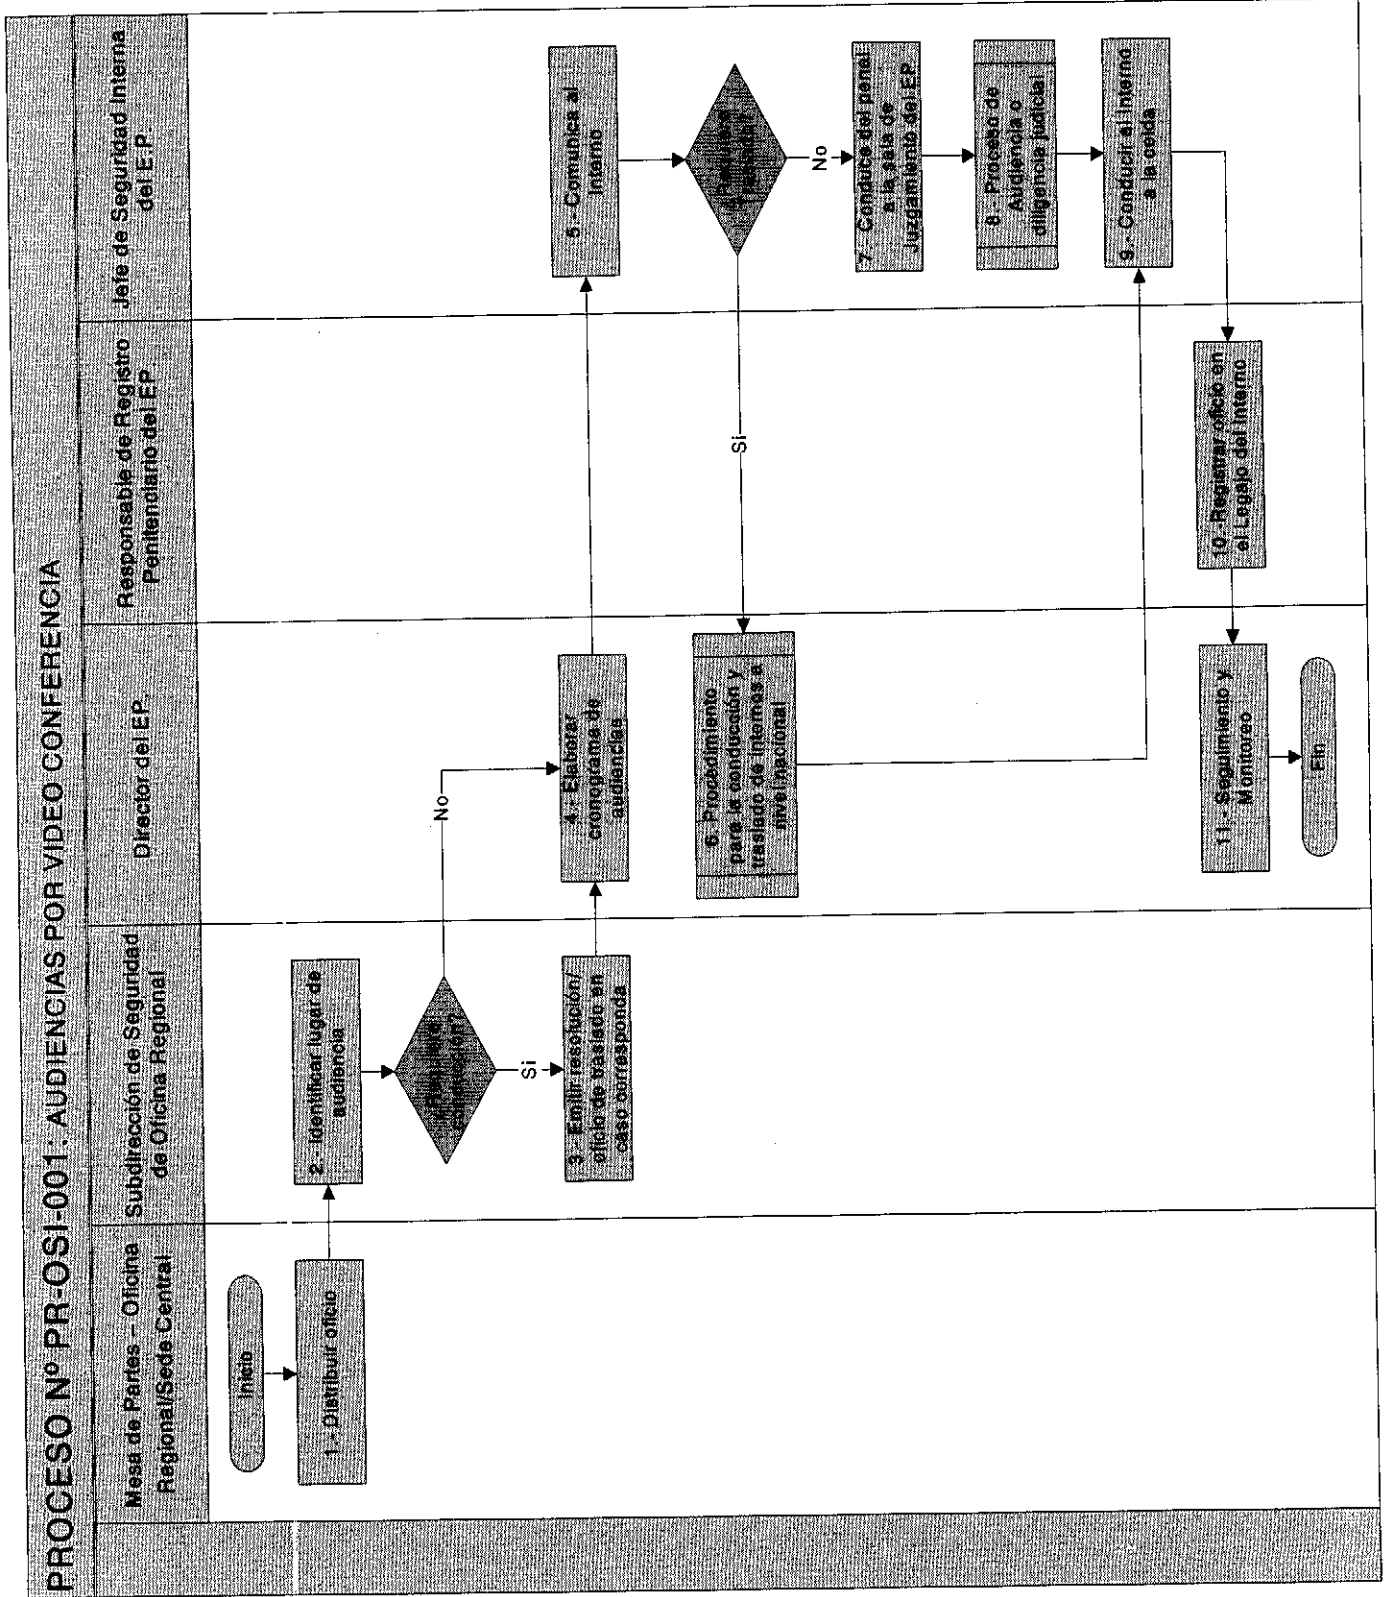 PROCESO Nº PR-OSI-001: AUDIENCIAS POR VIDEO CONFERENCIA
Mesa de Partes – Oficina
Regional/Sede Central
Subdirección de Seguridad
de Oficina Regional
Director del EP.
Responsable de Registro
Penitenciario del EP
Jefe de Seguridad Interna
del E.P.
Inicio
1.- Distribuir oficio
2.- Identificar lugar de
audiencia
conducción?
No
Si
3.- Emitir resolución/
oficio de traslado en
caso corresponda
4.- Elaborar
cronograma de
audiencias
5.- Comunica al
Interno
Si
No
6. Procedimiento
para la conducción y
traslado de internos a
nivel nacional
7.- Conduce del penal
a la sala de
Juzgamiento del EP
8.- Proceso de
Audiencia o
diligencia judicial
9.- Conducir al Interno
a la celda
10.-Registrar oficio en
el Legajo del Interno
11.- Seguimiento y
Monitoreo
Fin